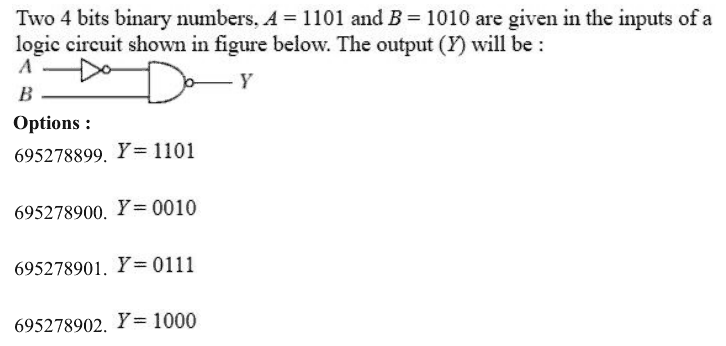 Two 4 bits binary numbers, A = 1101 and B = 1010 are given in the inputs of a
logic circuit shown in figure below. The output (Y) will be :
A
Y
B
Options :
695278899. Y = 1101
695278900. Y = 0010
695278901. Y = 0111
695278902. Y = 1000